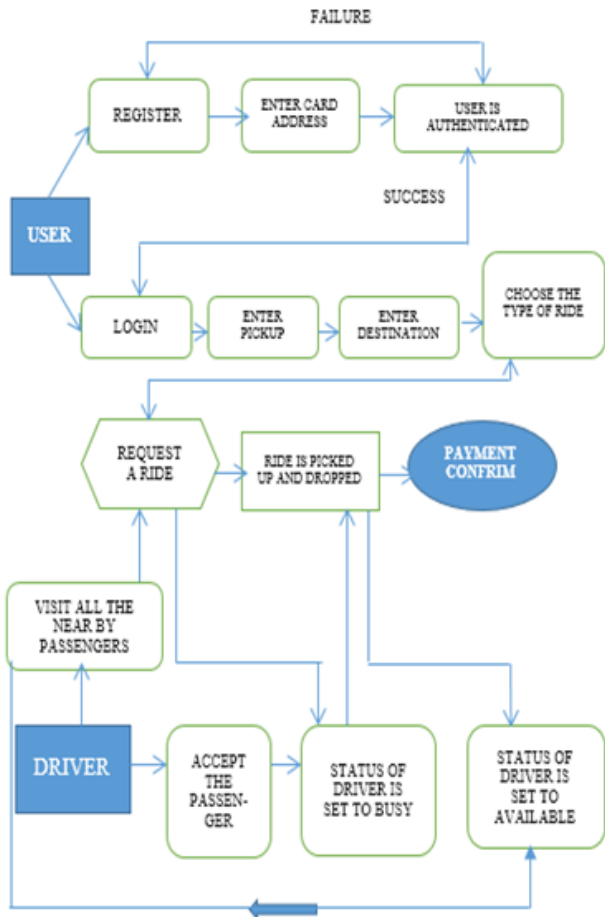 FAILURE
REGISTER
ENTER CARD
ADDRESS
USER IS
AUTHENTICATED
SUCCESS
USER
LOGIN
ENTER
PICKUP
ENTER
DESTINATION
CHOOSE THE
TYPE OF RIDE
REQUEST
A RIDE
RIDE IS PICKED
UP AND DROPPED
PAYMENT
CONFRIM
VISIT ALL THE
NEAR BY
PASSENGERS
DRIVER
ACCEPT
THE
PASSEN-
GER
STATUS OF
DRIVER IS
SET TO BUSY
STATUS OF
DRIVER IS
SET TO
AVAILABLE